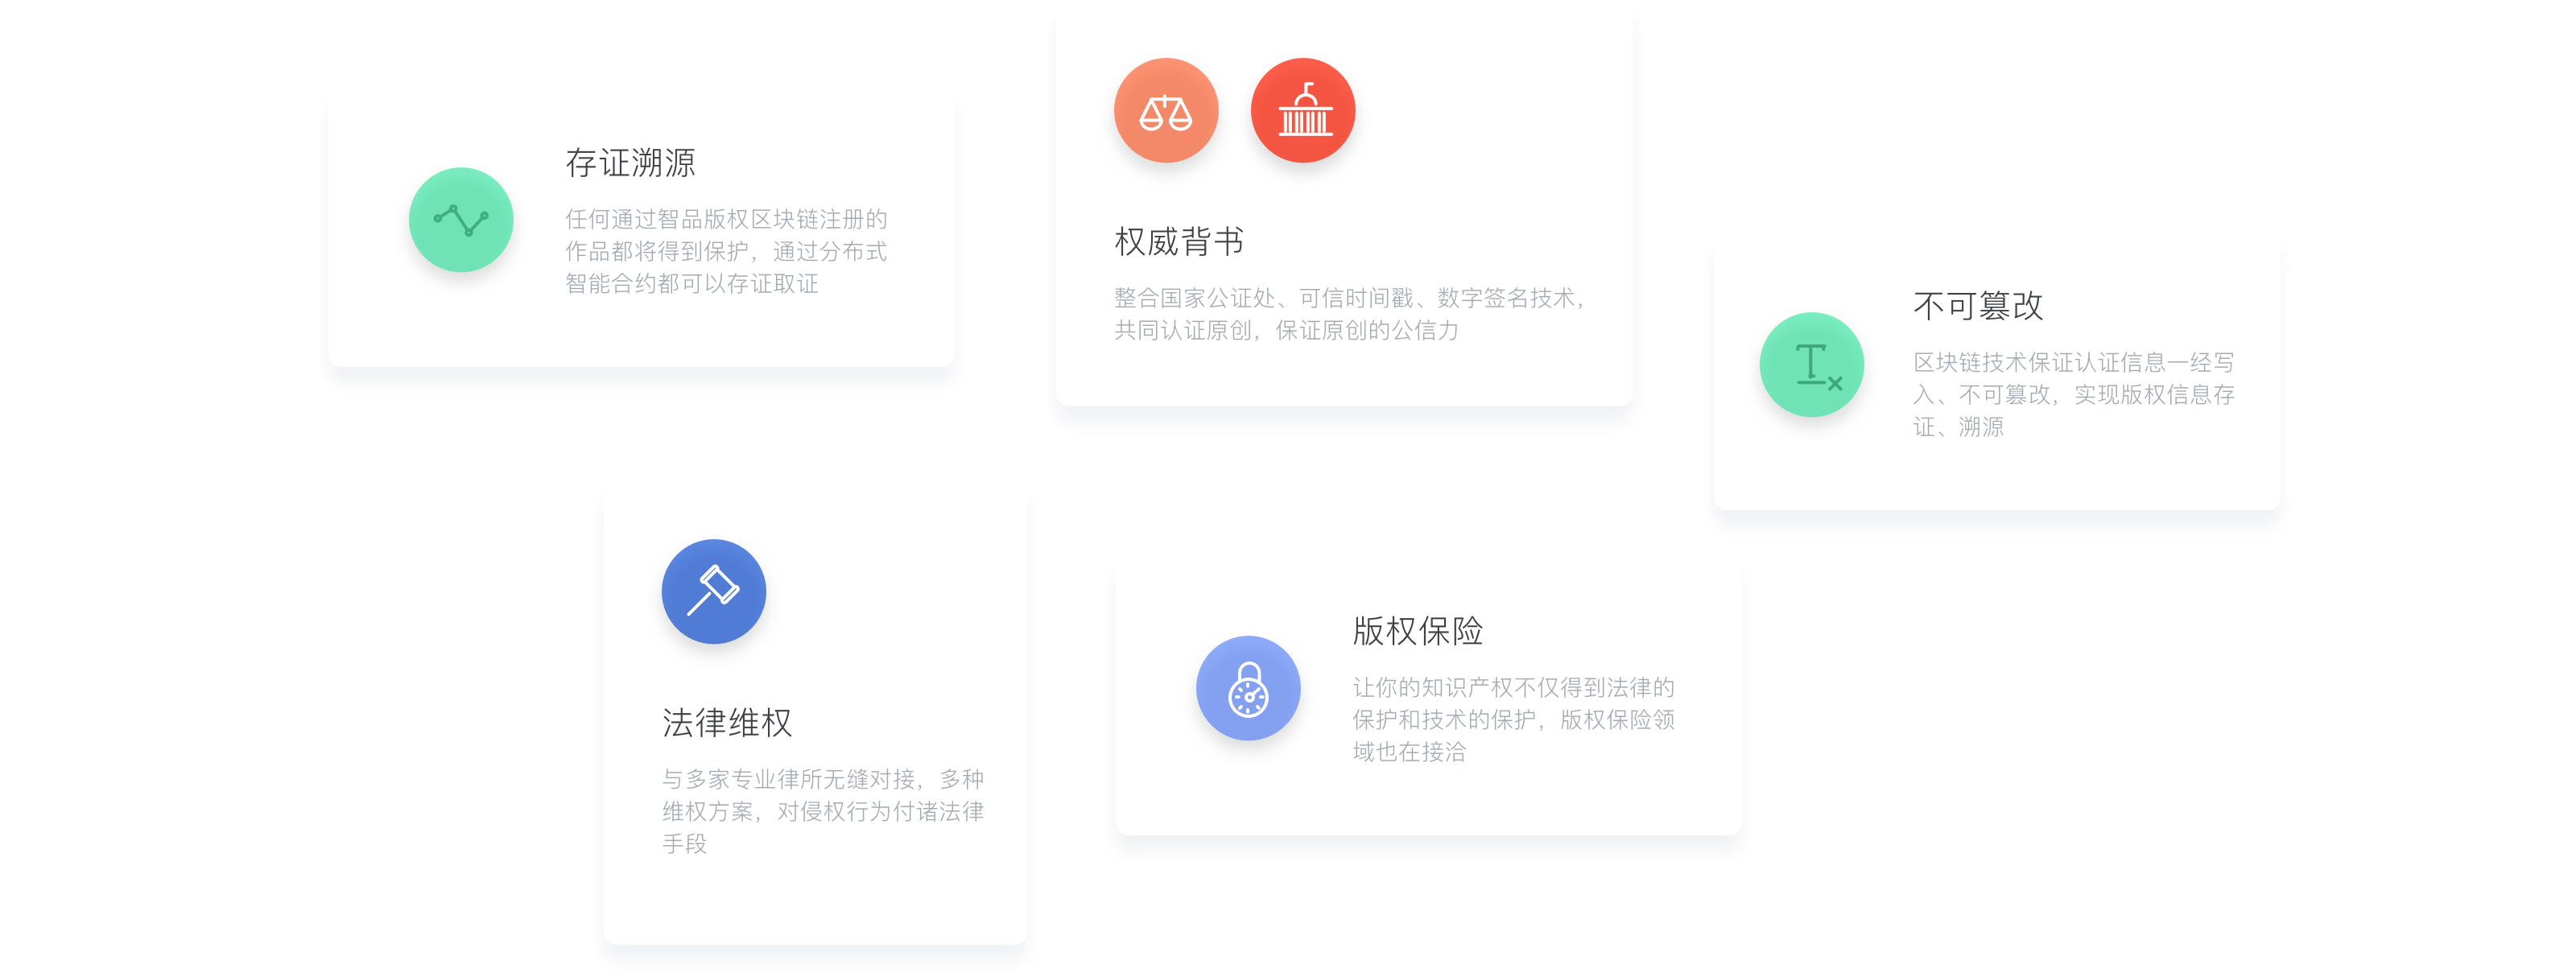 存证溯源
任何通过智品版权区块链注册的
作品都将得到保护，通过分布式
智能合约都可以存证取证
权威背书
整合国家公证处、可信时间戳、数字签名技术，
共同认证原创，保证原创的公信力
不可篡改
区块链技术保证认证信息一经写
入、不可篡改，实现版权信息存
证、溯源
法律维权
与多家专业律所无缝对接，多种
维权方案，对侵权行为付诸法律
手段
版权保险
让你的知识产权不仅得到法律的
保护和技术的保护，版权保险领
域也在接洽